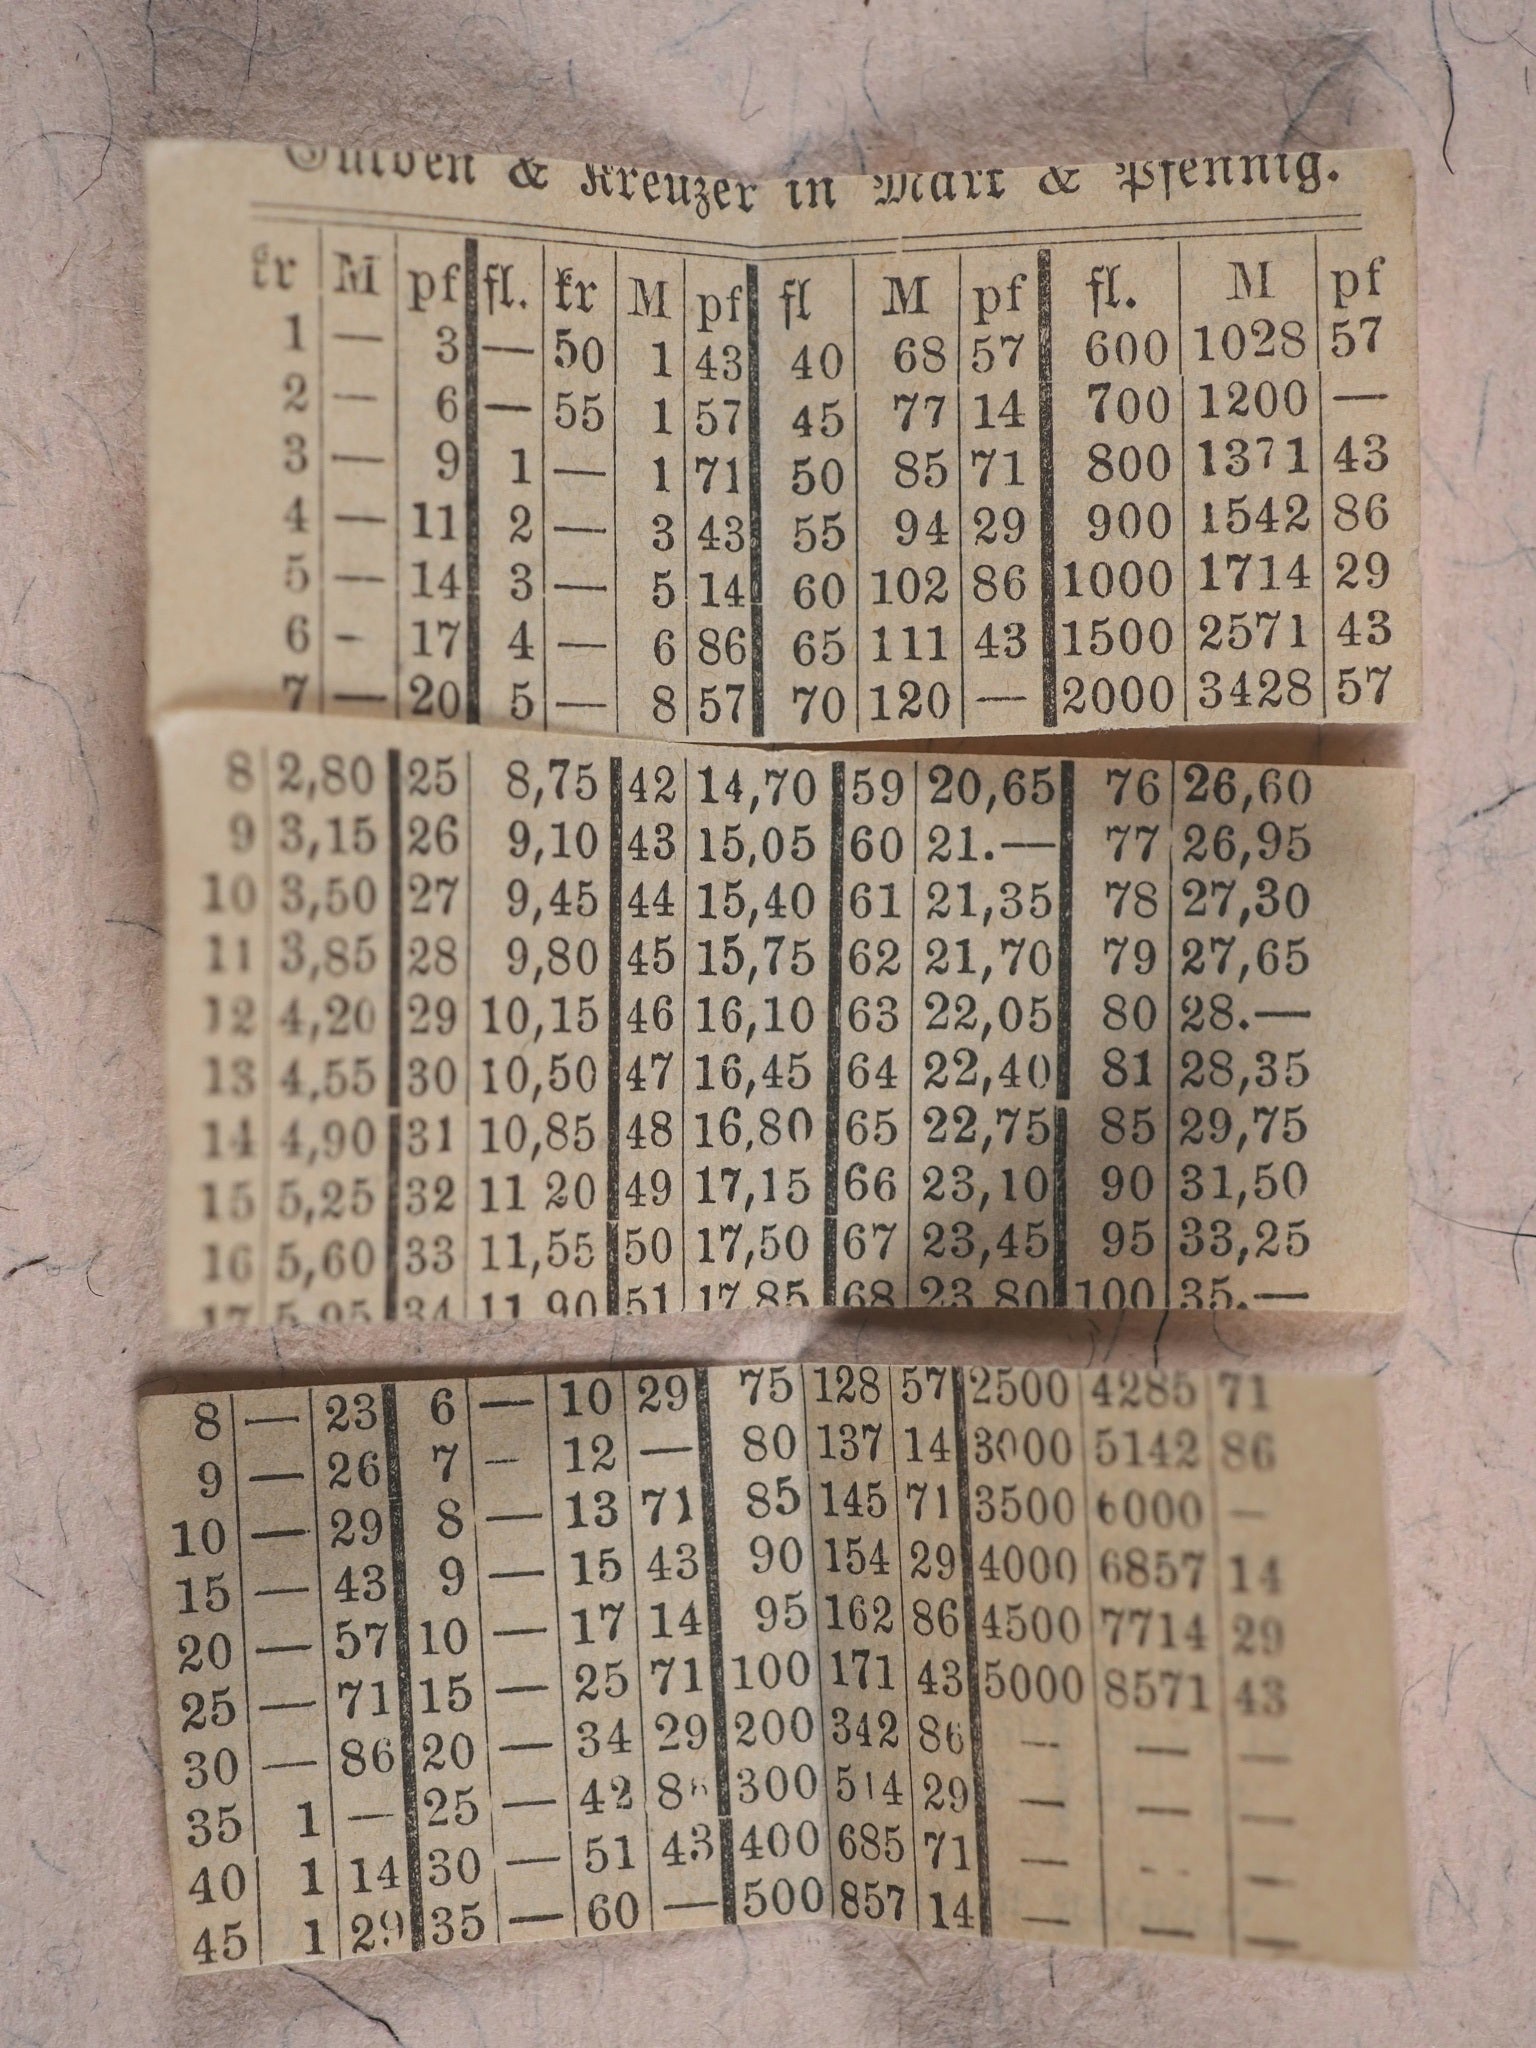 Gulden & Kreuzer in Mark & Pfennig.
kr M pf fl. kr M pf fl M pf fl. M pf
1 — 3 — 50 1 43 40 68 57 600 1028 57
2 — 6 — 55 1 57 45 77 14 700 1200 —
3 — 9 1 — 1 71 50 85 71 800 1371 43
4 — 11 2 — 3 43 55 94 29 900 1542 86
5 — 14 3 — 5 14 60 102 86 1000 1714 29
6 - 17 4 — 6 86 65 111 43 1500 2571 43
7 — 20 5 — 8 57 70 120 — 2000 3428 57
8 2,80 25 8,75 42 14,70 59 20,65 76 26,60
9 3,15 26 9,10 43 15,05 60 21.— 77 26,95
10 3,50 27 9,45 44 15,40 61 21,35 78 27,30
11 3,85 28 9,80 45 15,75 62 21,70 79 27,65
12 4,20 29 10,15 46 16,10 63 22,05 80 28.—
13 4,55 30 10,50 47 16,45 64 22,40 81 28,35
14 4,90 31 10,85 48 16,80 65 22,75 85 29,75
15 5,25 32 11 20 49 17,15 66 23,10 90 31,50
16 5,60 33 11,55 50 17,50 67 23,45 95 33,25
17 5,95 34 11,90 51 17,85 68 23,80 100 35.—
8 — 23 6 — 10 29 75 128 57 2500 4285 71
9 — 26 7 — 12 — 80 137 14 3000 5142 86
10 — 29 8 — 13 71 85 145 71 3500 6000 —
15 — 43 9 — 15 43 90 154 29 4000 6857 14
20 — 57 10 — 17 14 95 162 86 4500 7714 29
25 — 71 15 — 25 71 100 171 43 5000 8571 43
30 — 86 20 — 34 29 200 342 86 — — —
35 1 — 25 — 42 86 300 514 29 — — —
40 1 14 30 — 51 43 400 685 71 — — —
45 1 29 35 — 60 — 500 857 14 — — —